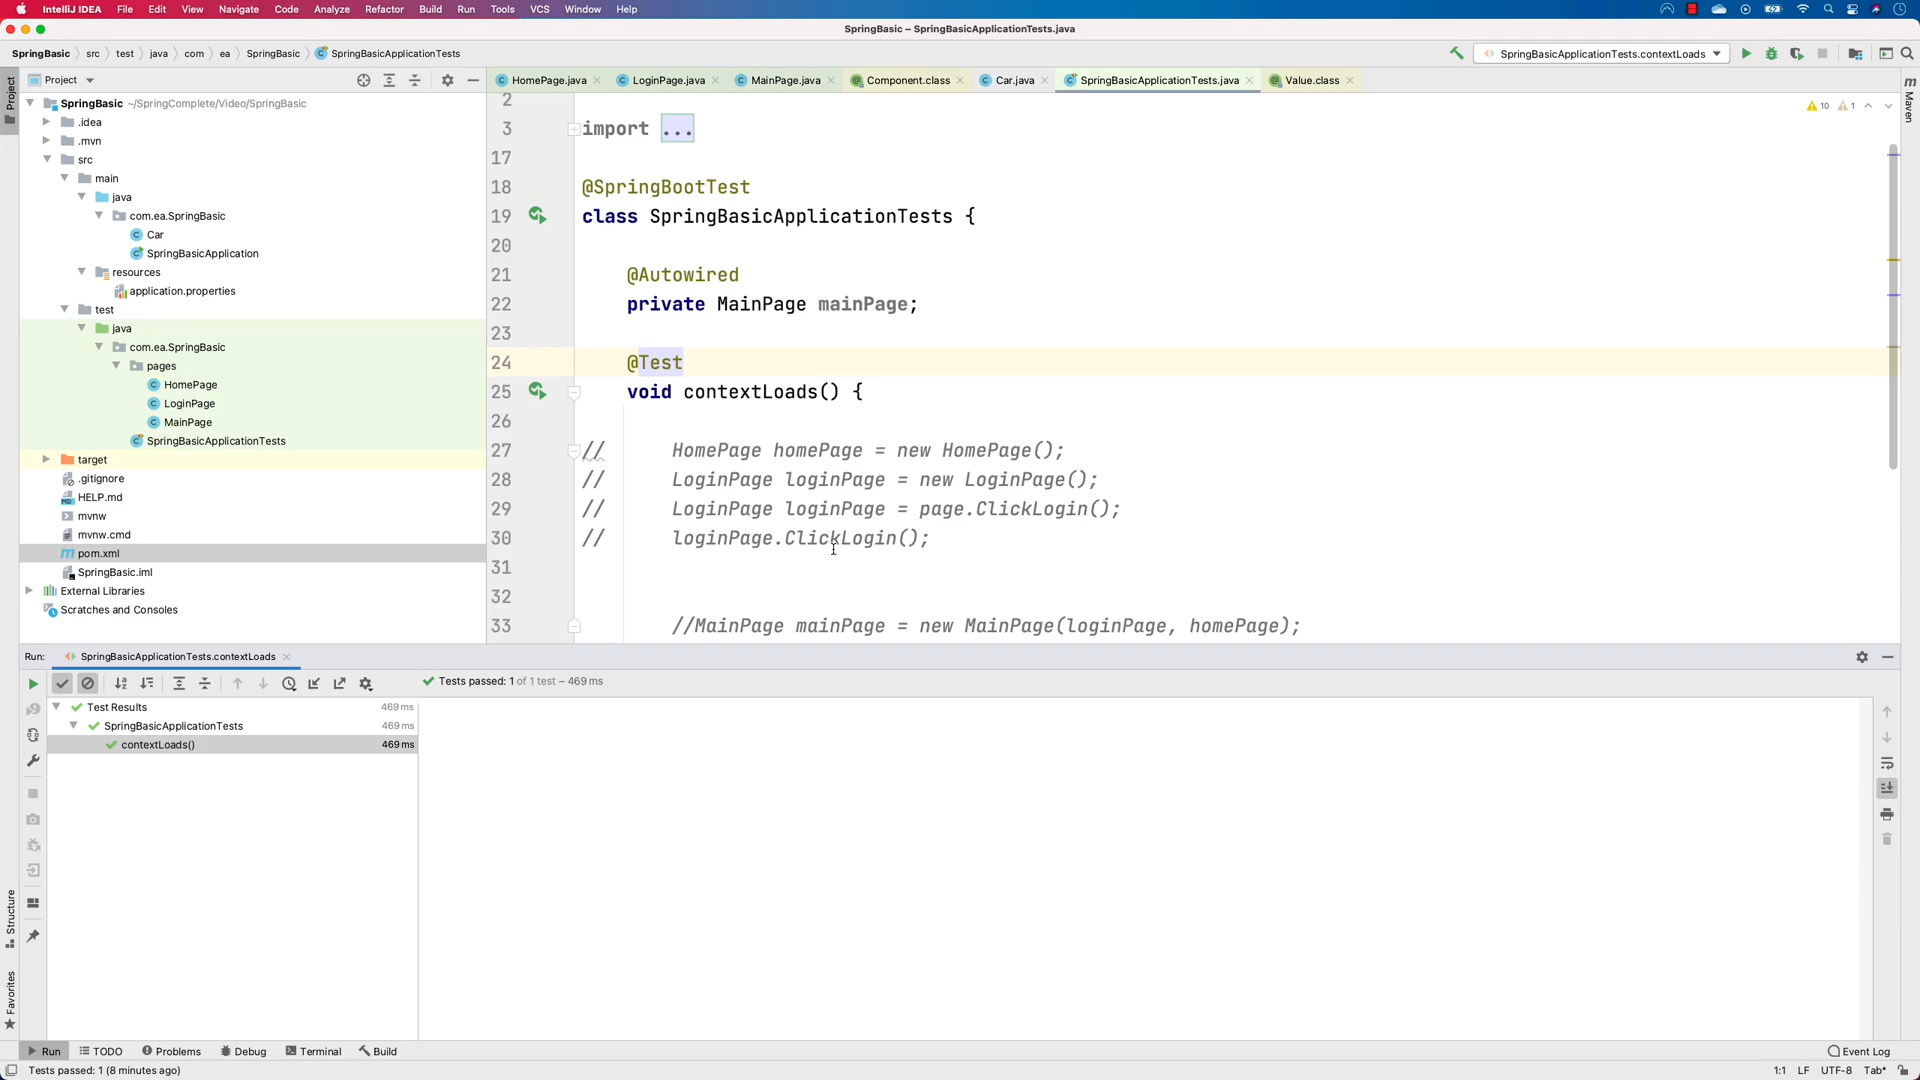 IntelliJ IDEA File Edit View Navigate Code Analyze Refactor Build Run Tools VCS Window Help
SpringBasic – SpringBasicApplicationTests.java
SpringBasic src test java com ea SpringBasic SpringBasicApplicationTests
SpringBasicApplicationTests.contextLoads
Project
HomePage.java LoginPage.java MainPage.java Component.class Car.java SpringBasicApplicationTests.java Value.class
Project
Maven
SpringBasic ~/SpringComplete/Video/SpringBasic
.idea
.mvn
src
main
java
com.ea.SpringBasic
Car
SpringBasicApplication
resources
application.properties
test
java
com.ea.SpringBasic
pages
HomePage
LoginPage
MainPage
SpringBasicApplicationTests
target
.gitignore
HELP.md
mvnw
mvnw.cmd
pom.xml
SpringBasic.iml
External Libraries
Scratches and Consoles
10 1
2
3 import ...
17
18 @SpringBootTest
19 class SpringBasicApplicationTests {
20
21 @Autowired
22 private MainPage mainPage;
23
24 @Test
25 void contextLoads() {
26
27 // HomePage homePage = new HomePage();
28 // LoginPage loginPage = new LoginPage();
29 // LoginPage loginPage = page.ClickLogin();
30 // loginPage.ClickLogin();
31
32
33 //MainPage mainPage = new MainPage(loginPage, homePage);
Run: SpringBasicApplicationTests.contextLoads
Tests passed: 1 of 1 test – 469 ms
Test Results 469 ms
SpringBasicApplicationTests 469 ms
contextLoads() 469 ms
Structure
Favorites
Run TODO Problems Debug Terminal Build Event Log
Tests passed: 1 (8 minutes ago) 1:1 LF UTF-8 Tab*